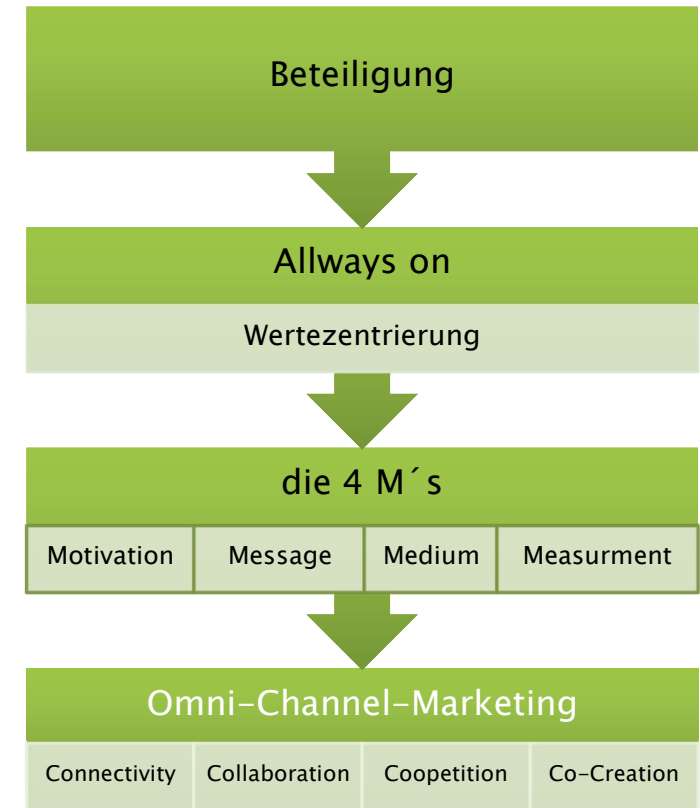 Beteiligung
Allways on
Wertezentrierung
die 4 M´s
Motivation Message Medium Measurment
Omni-Channel-Marketing
Connectivity Collaboration Coopetition Co-Creation